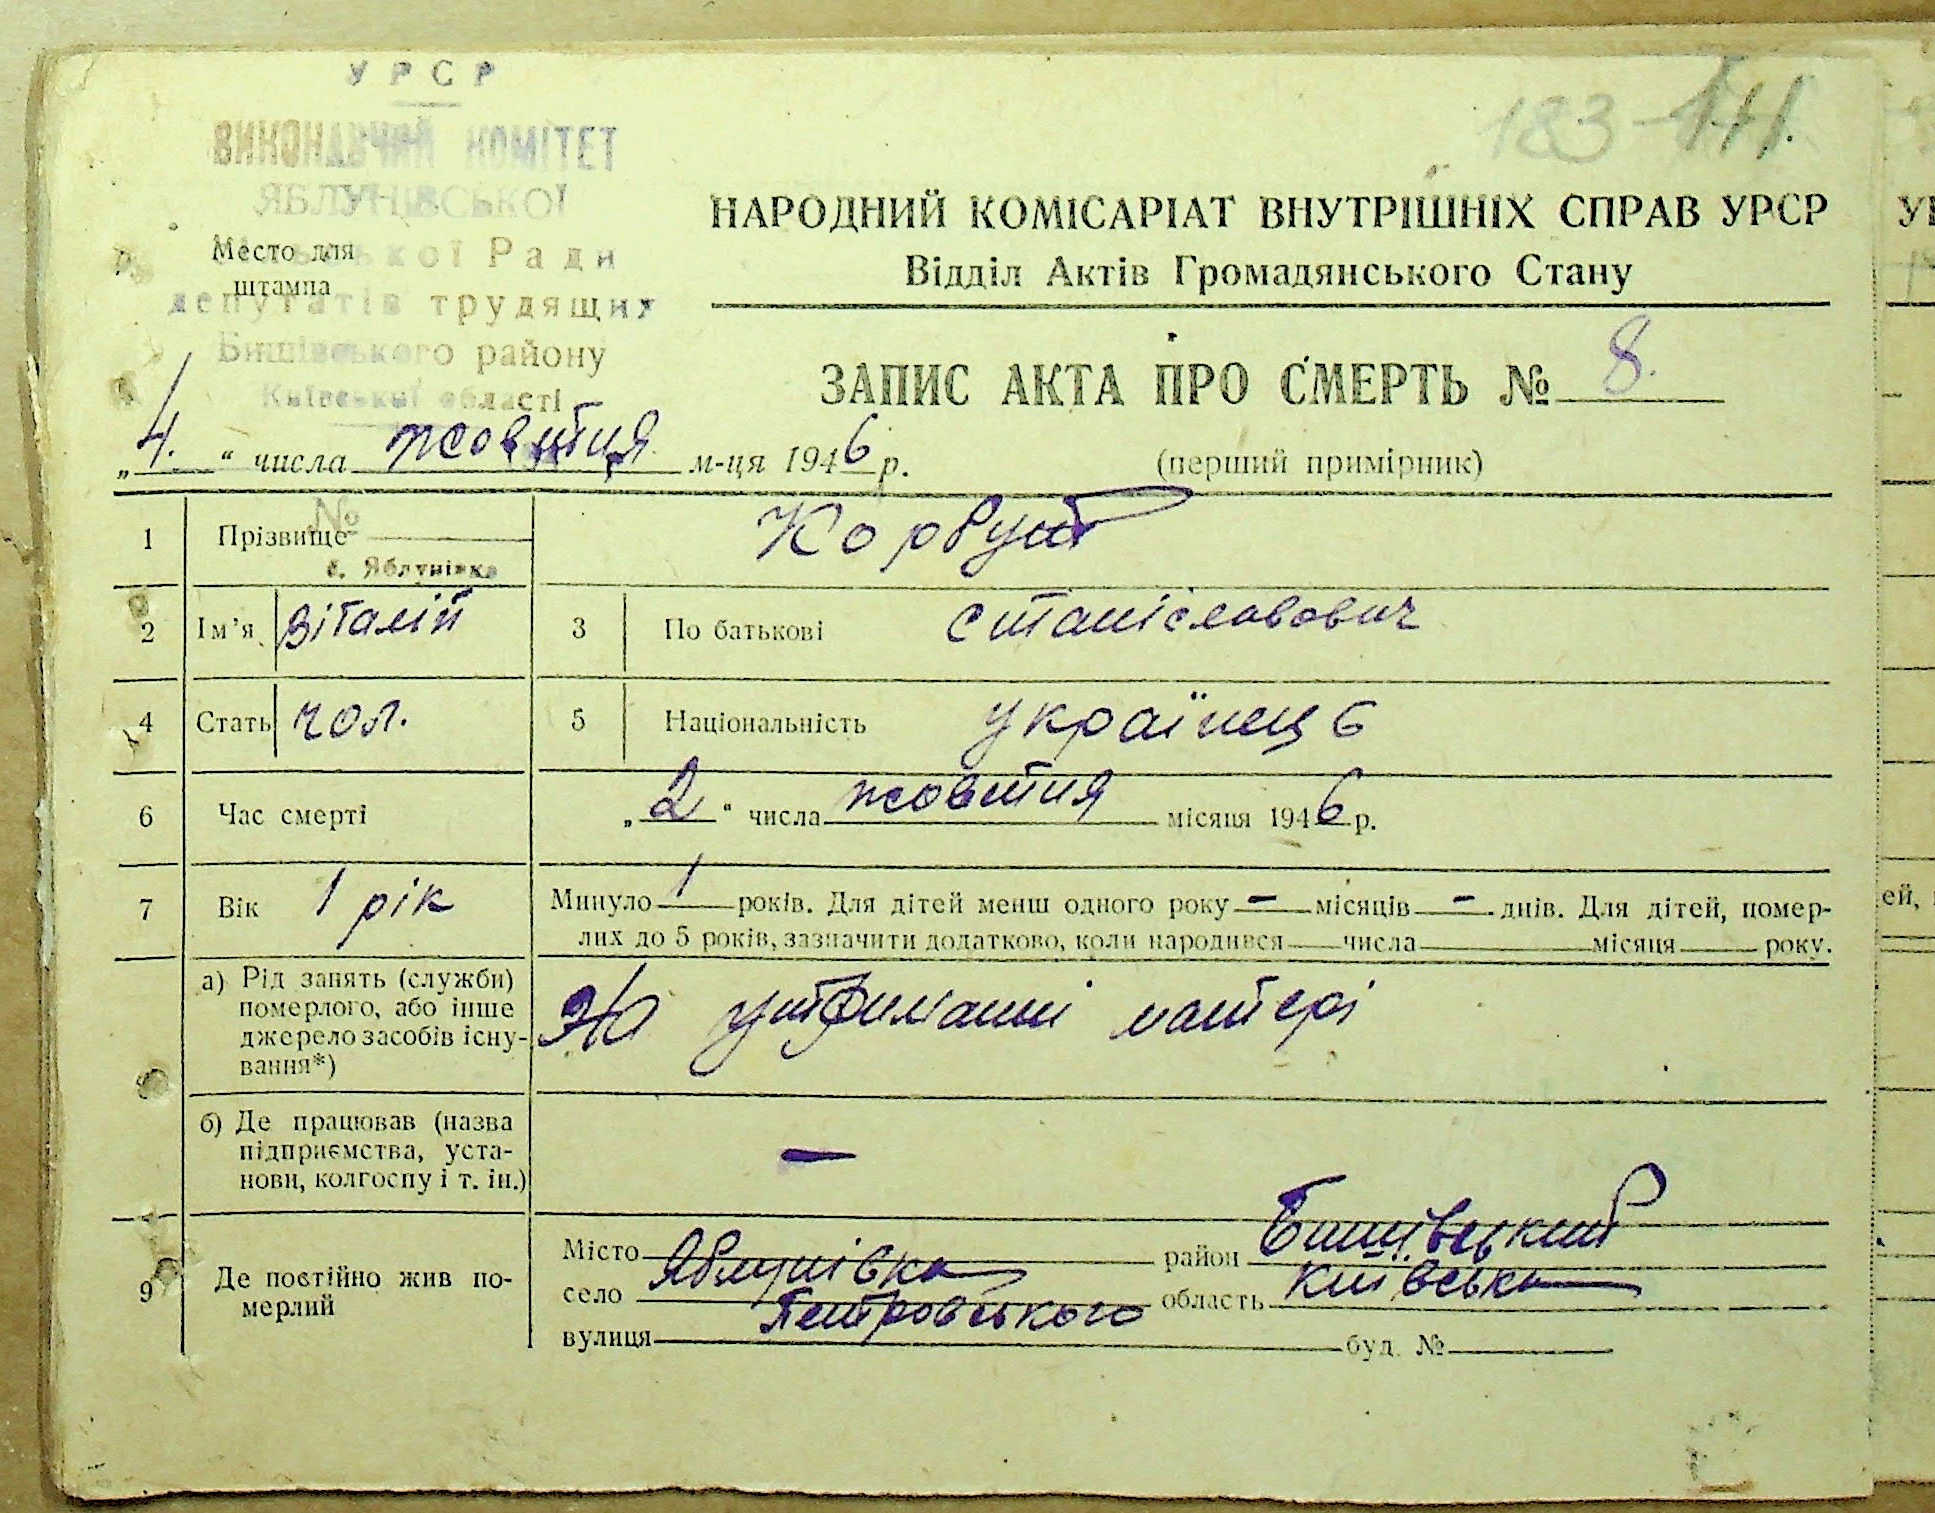 183
УРСР
ВИКОНАВЧИЙ КОМІТЕТ
ЯБЛУНІВСЬКОЇ
Место для
штампа
Ради
депутатів трудящих
Бишівського району
Київської області
НАРОДНИЙ КОМІСАРІАТ ВНУТРІШНІХ СПРАВ УРСР
Відділ Актів Громадянського Стану
ЗАПИС АКТА ПРО СМЕРТЬ № 8.
„4.“ числа жовтня м-ця 1946 р.
(перший примірник)
№
1 Прізвище Корбут
с. Яблунівка
2 Ім’я Віталій 3 По батькові Станіславович
4 Стать чол. 5 Національність українець
6 Час смерті „2“ числа жовтня місяця 1946 р.
7 Вік 1 рік Минуло 1 років. Для дітей менш одного року — місяців — днів. Для дітей, помер-
лих до 5 років, зазначити додатково, коли народився числа місяця року.
а) Рід занять (служби)
померлого, або інше
джерело засобів існу-
вання*)
На утриманні матері
б) Де працював (назва
підприємства, уста-
нови, колгоспу і т. ін.)
—
9 Де постійно жив по-
мерлий
Місто район Бишівський
село Яблунівка область Київська
вулиця Петровського буд. №